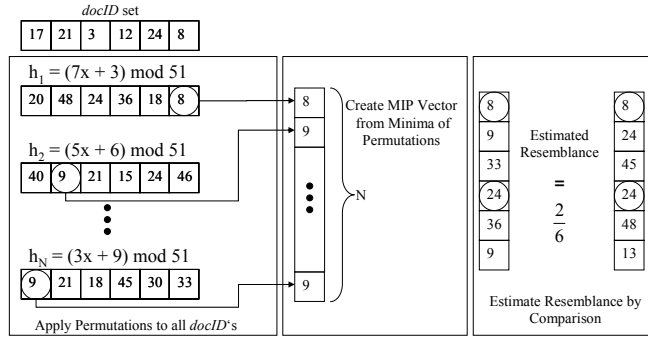 docID set
17 21 3 12 24 8
h1 = (7x + 3) mod 51
20 48 24 36 18 8
h2 = (5x + 6) mod 51
40 9 21 15 24 46
hN = (3x + 9) mod 51
9 21 18 45 30 33
Apply Permutations to all docID‘s
8
9
9
N
Create MIP Vector
from Minima of
Permutations
8
9
33
24
36
9
Estimated
Resemblance
=
2
6
8
24
45
24
48
13
Estimate Resemblance by
Comparison